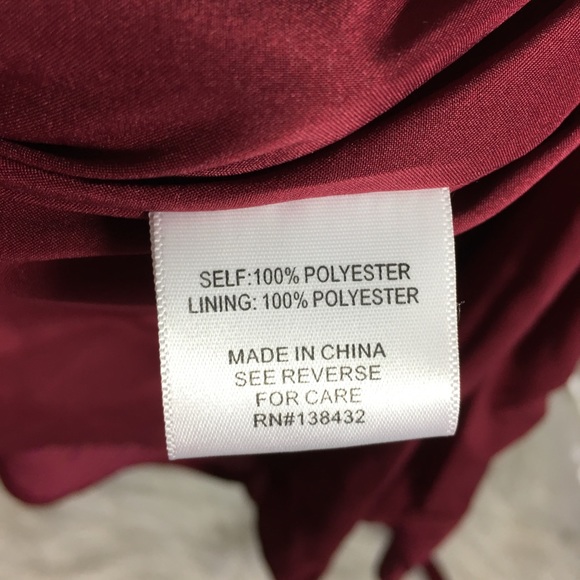 SELF:100% POLYESTER
LINING: 100% POLYESTER
MADE IN CHINA
SEE REVERSE
FOR CARE
RN#138432